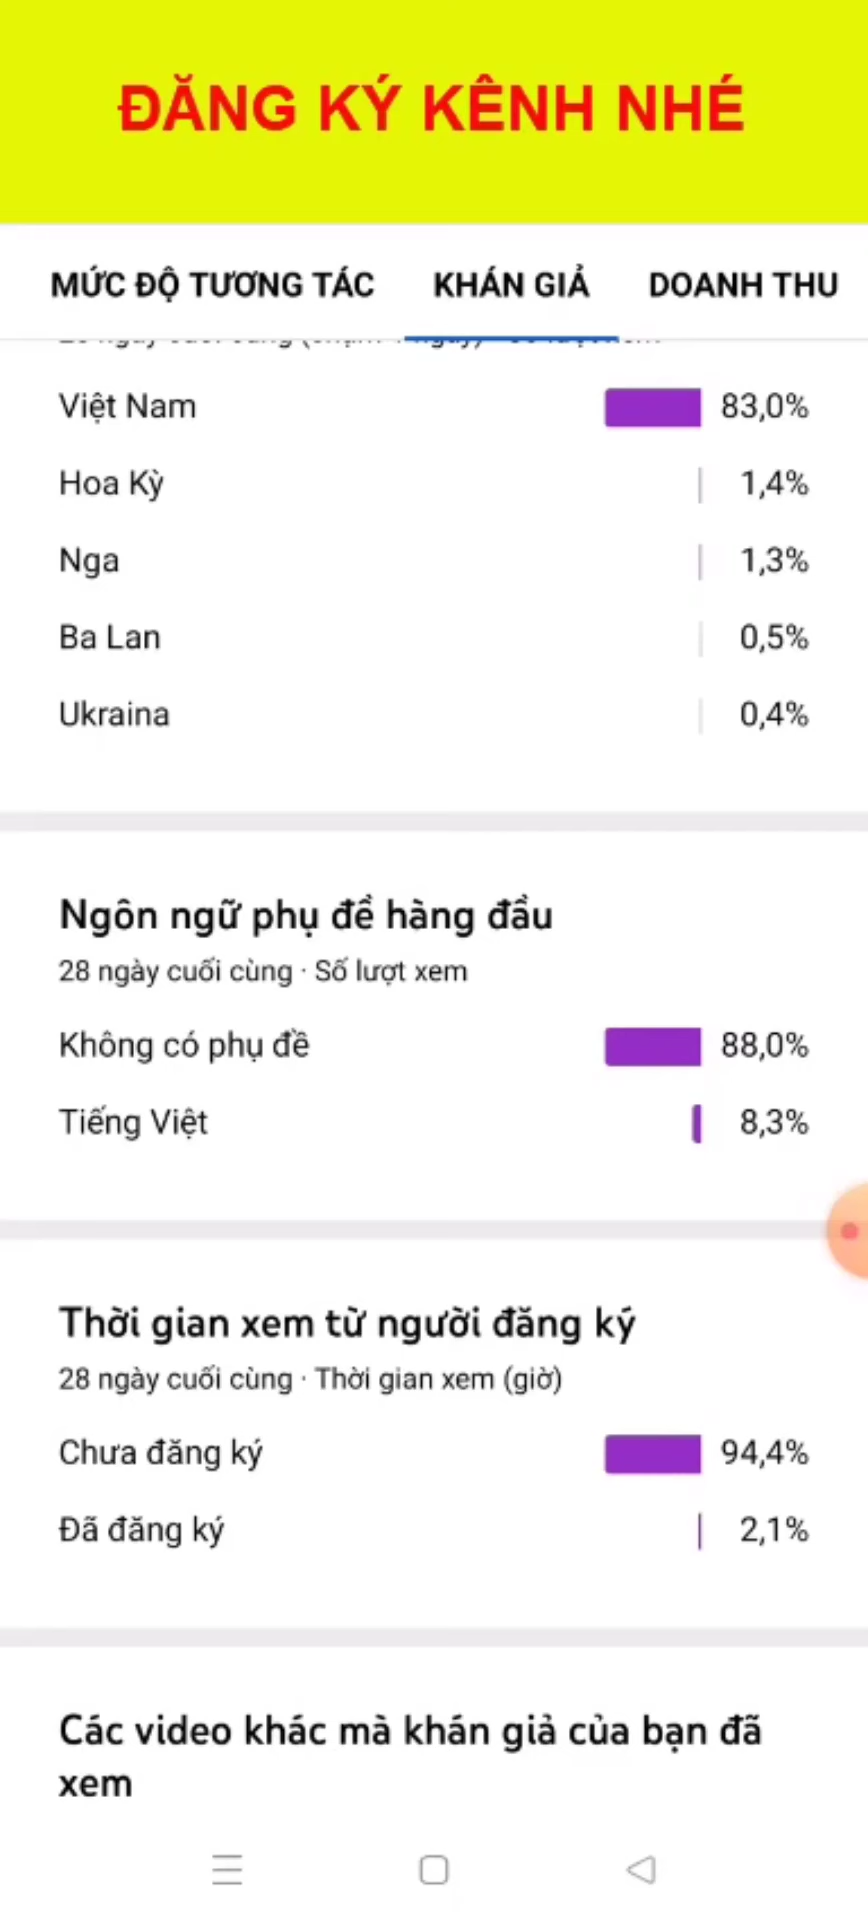 ĐĂNG KÝ KÊNH NHÉ
MỨC ĐỘ TƯƠNG TÁC KHÁN GIẢ DOANH THU
Việt Nam 83,0%
Hoa Kỳ 1,4%
Nga 1,3%
Ba Lan 0,5%
Ukraina 0,4%
Ngôn ngữ phụ đề hàng đầu
28 ngày cuối cùng · Số lượt xem
Không có phụ đề 88,0%
Tiếng Việt 8,3%
Thời gian xem từ người đăng ký
28 ngày cuối cùng · Thời gian xem (giờ)
Chưa đăng ký 94,4%
Đã đăng ký 2,1%
Các video khác mà khán giả của bạn đã
xem